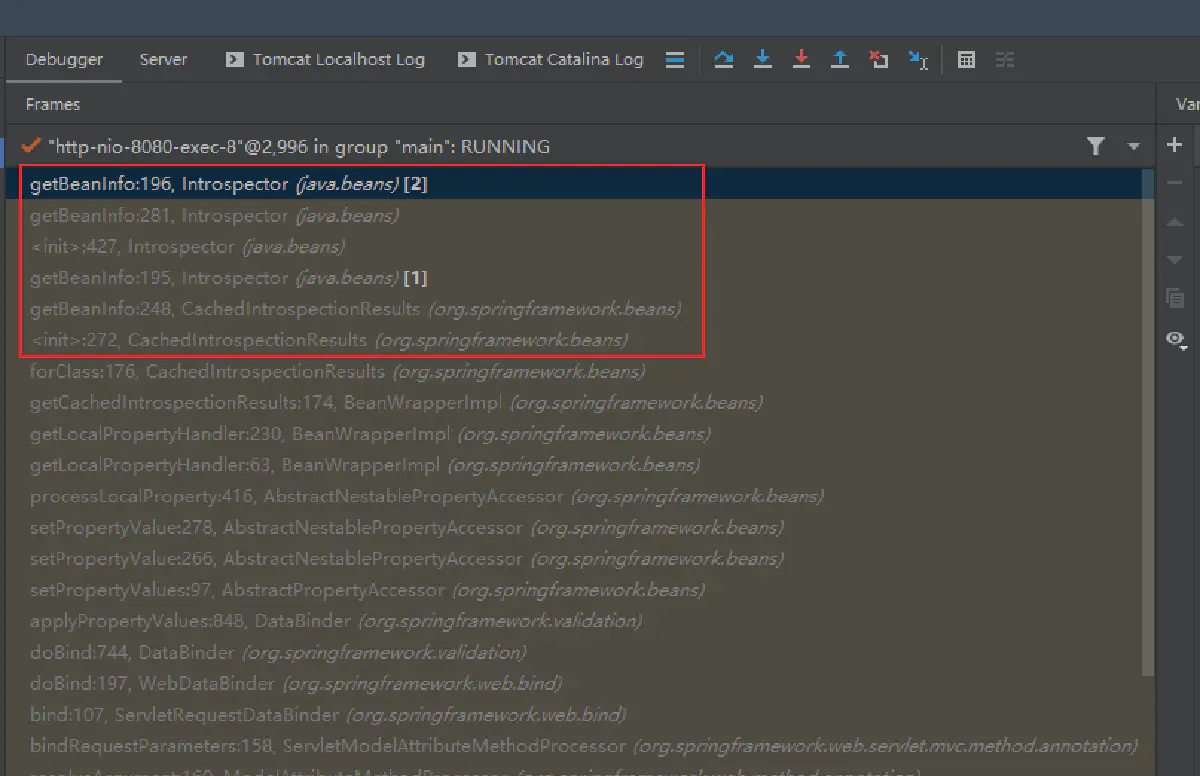 Debugger Server Tomcat Localhost Log Tomcat Catalina Log
Frames Var
"http-nio-8080-exec-8"@2,996 in group "main": RUNNING
getBeanInfo:196, Introspector (java.beans) [2]
getBeanInfo:281, Introspector (java.beans)
<init>:427, Introspector (java.beans)
getBeanInfo:195, Introspector (java.beans) [1]
getBeanInfo:248, CachedIntrospectionResults (org.springframework.beans)
<init>:272, CachedIntrospectionResults (org.springframework.beans)
forClass:176, CachedIntrospectionResults (org.springframework.beans)
getCachedIntrospectionResults:174, BeanWrapperImpl (org.springframework.beans)
getLocalPropertyHandler:230, BeanWrapperImpl (org.springframework.beans)
getLocalPropertyHandler:63, BeanWrapperImpl (org.springframework.beans)
processLocalProperty:416, AbstractNestablePropertyAccessor (org.springframework.beans)
setPropertyValue:278, AbstractNestablePropertyAccessor (org.springframework.beans)
setPropertyValue:266, AbstractNestablePropertyAccessor (org.springframework.beans)
setPropertyValues:97, AbstractPropertyAccessor (org.springframework.beans)
applyPropertyValues:848, DataBinder (org.springframework.validation)
doBind:744, DataBinder (org.springframework.validation)
doBind:197, WebDataBinder (org.springframework.web.bind)
bind:107, ServletRequestDataBinder (org.springframework.web.bind)
bindRequestParameters:158, ServletModelAttributeMethodProcessor (org.springframework.web.servlet.mvc.method.annotation)